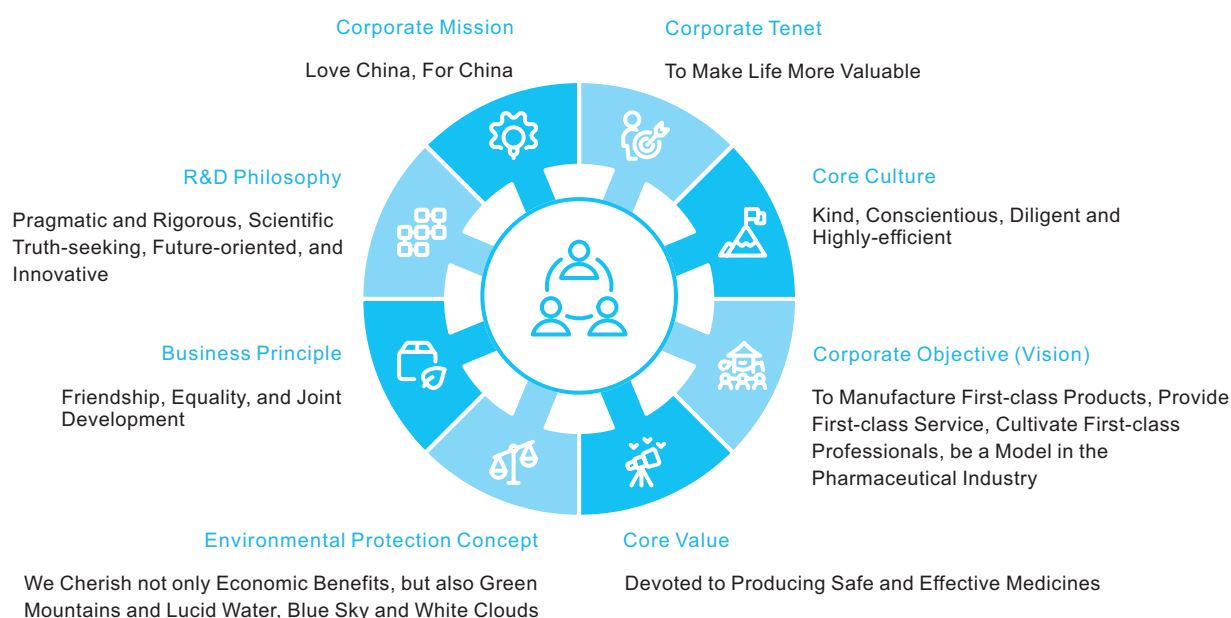 Corporate Mission
Love China, For China
Corporate Tenet
To Make Life More Valuable
R&D Philosophy
Pragmatic and Rigorous, Scientific
Truth-seeking, Future-oriented, and
Innovative
Core Culture
Kind, Conscientious, Diligent and
Highly-efficient
Business Principle
Friendship, Equality, and Joint
Development
Corporate Objective (Vision)
To Manufacture First-class Products, Provide
First-class Service, Cultivate First-class
Professionals, be a Model in the
Pharmaceutical Industry
Environmental Protection Concept
We Cherish not only Economic Benefits, but also Green
Mountains and Lucid Water, Blue Sky and White Clouds
Core Value
Devoted to Producing Safe and Effective Medicines